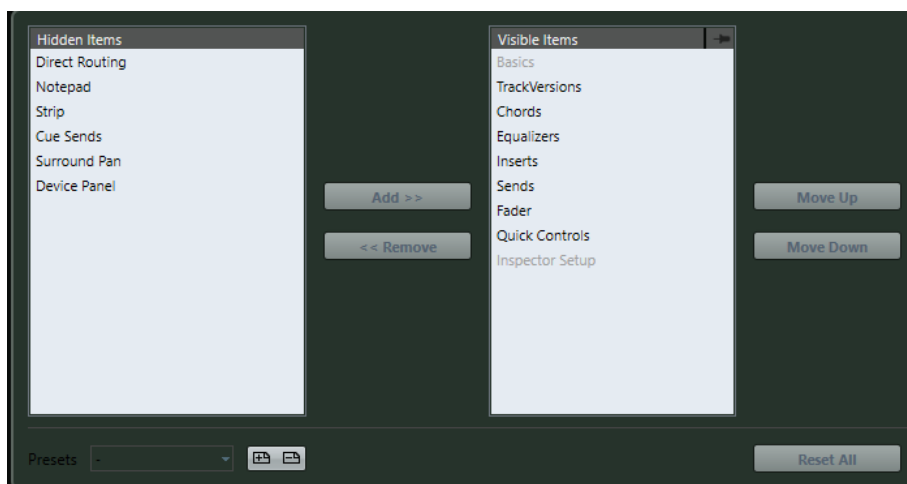 Hidden Items
Direct Routing
Notepad
Strip
Cue Sends
Surround Pan
Device Panel
Add >>
<< Remove
Visible Items
Basics
TrackVersions
Chords
Equalizers
Inserts
Sends
Fader
Quick Controls
Inspector Setup
Move Up
Move Down
Presets -
Reset All